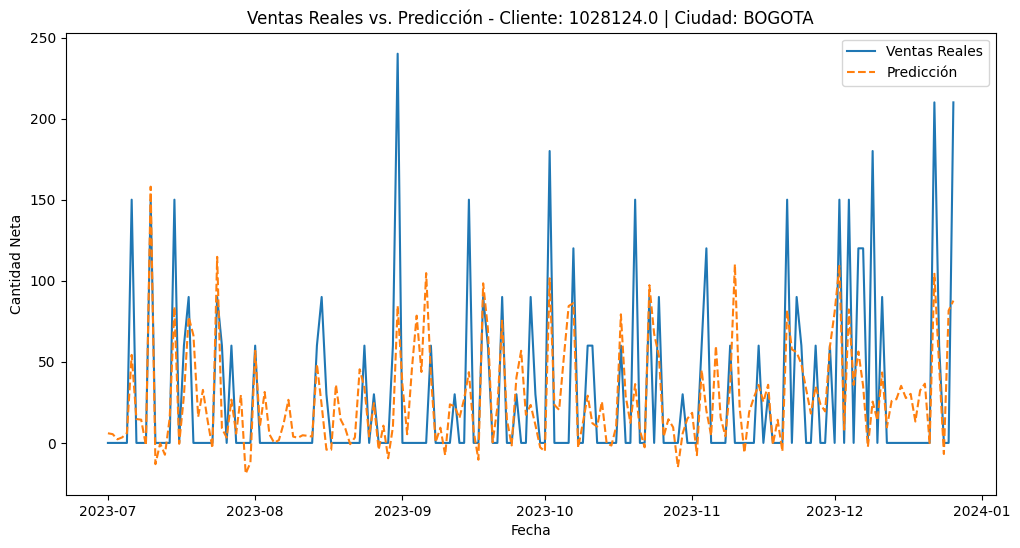 Ventas Reales vs. Predicción - Cliente: 1028124.0 | Ciudad: BOGOTA
Ventas Reales
Predicción
Cantidad Neta
250
200
150
100
50
0
2023-07
2023-08
2023-09
2023-10
2023-11
2023-12
2024-01
Fecha